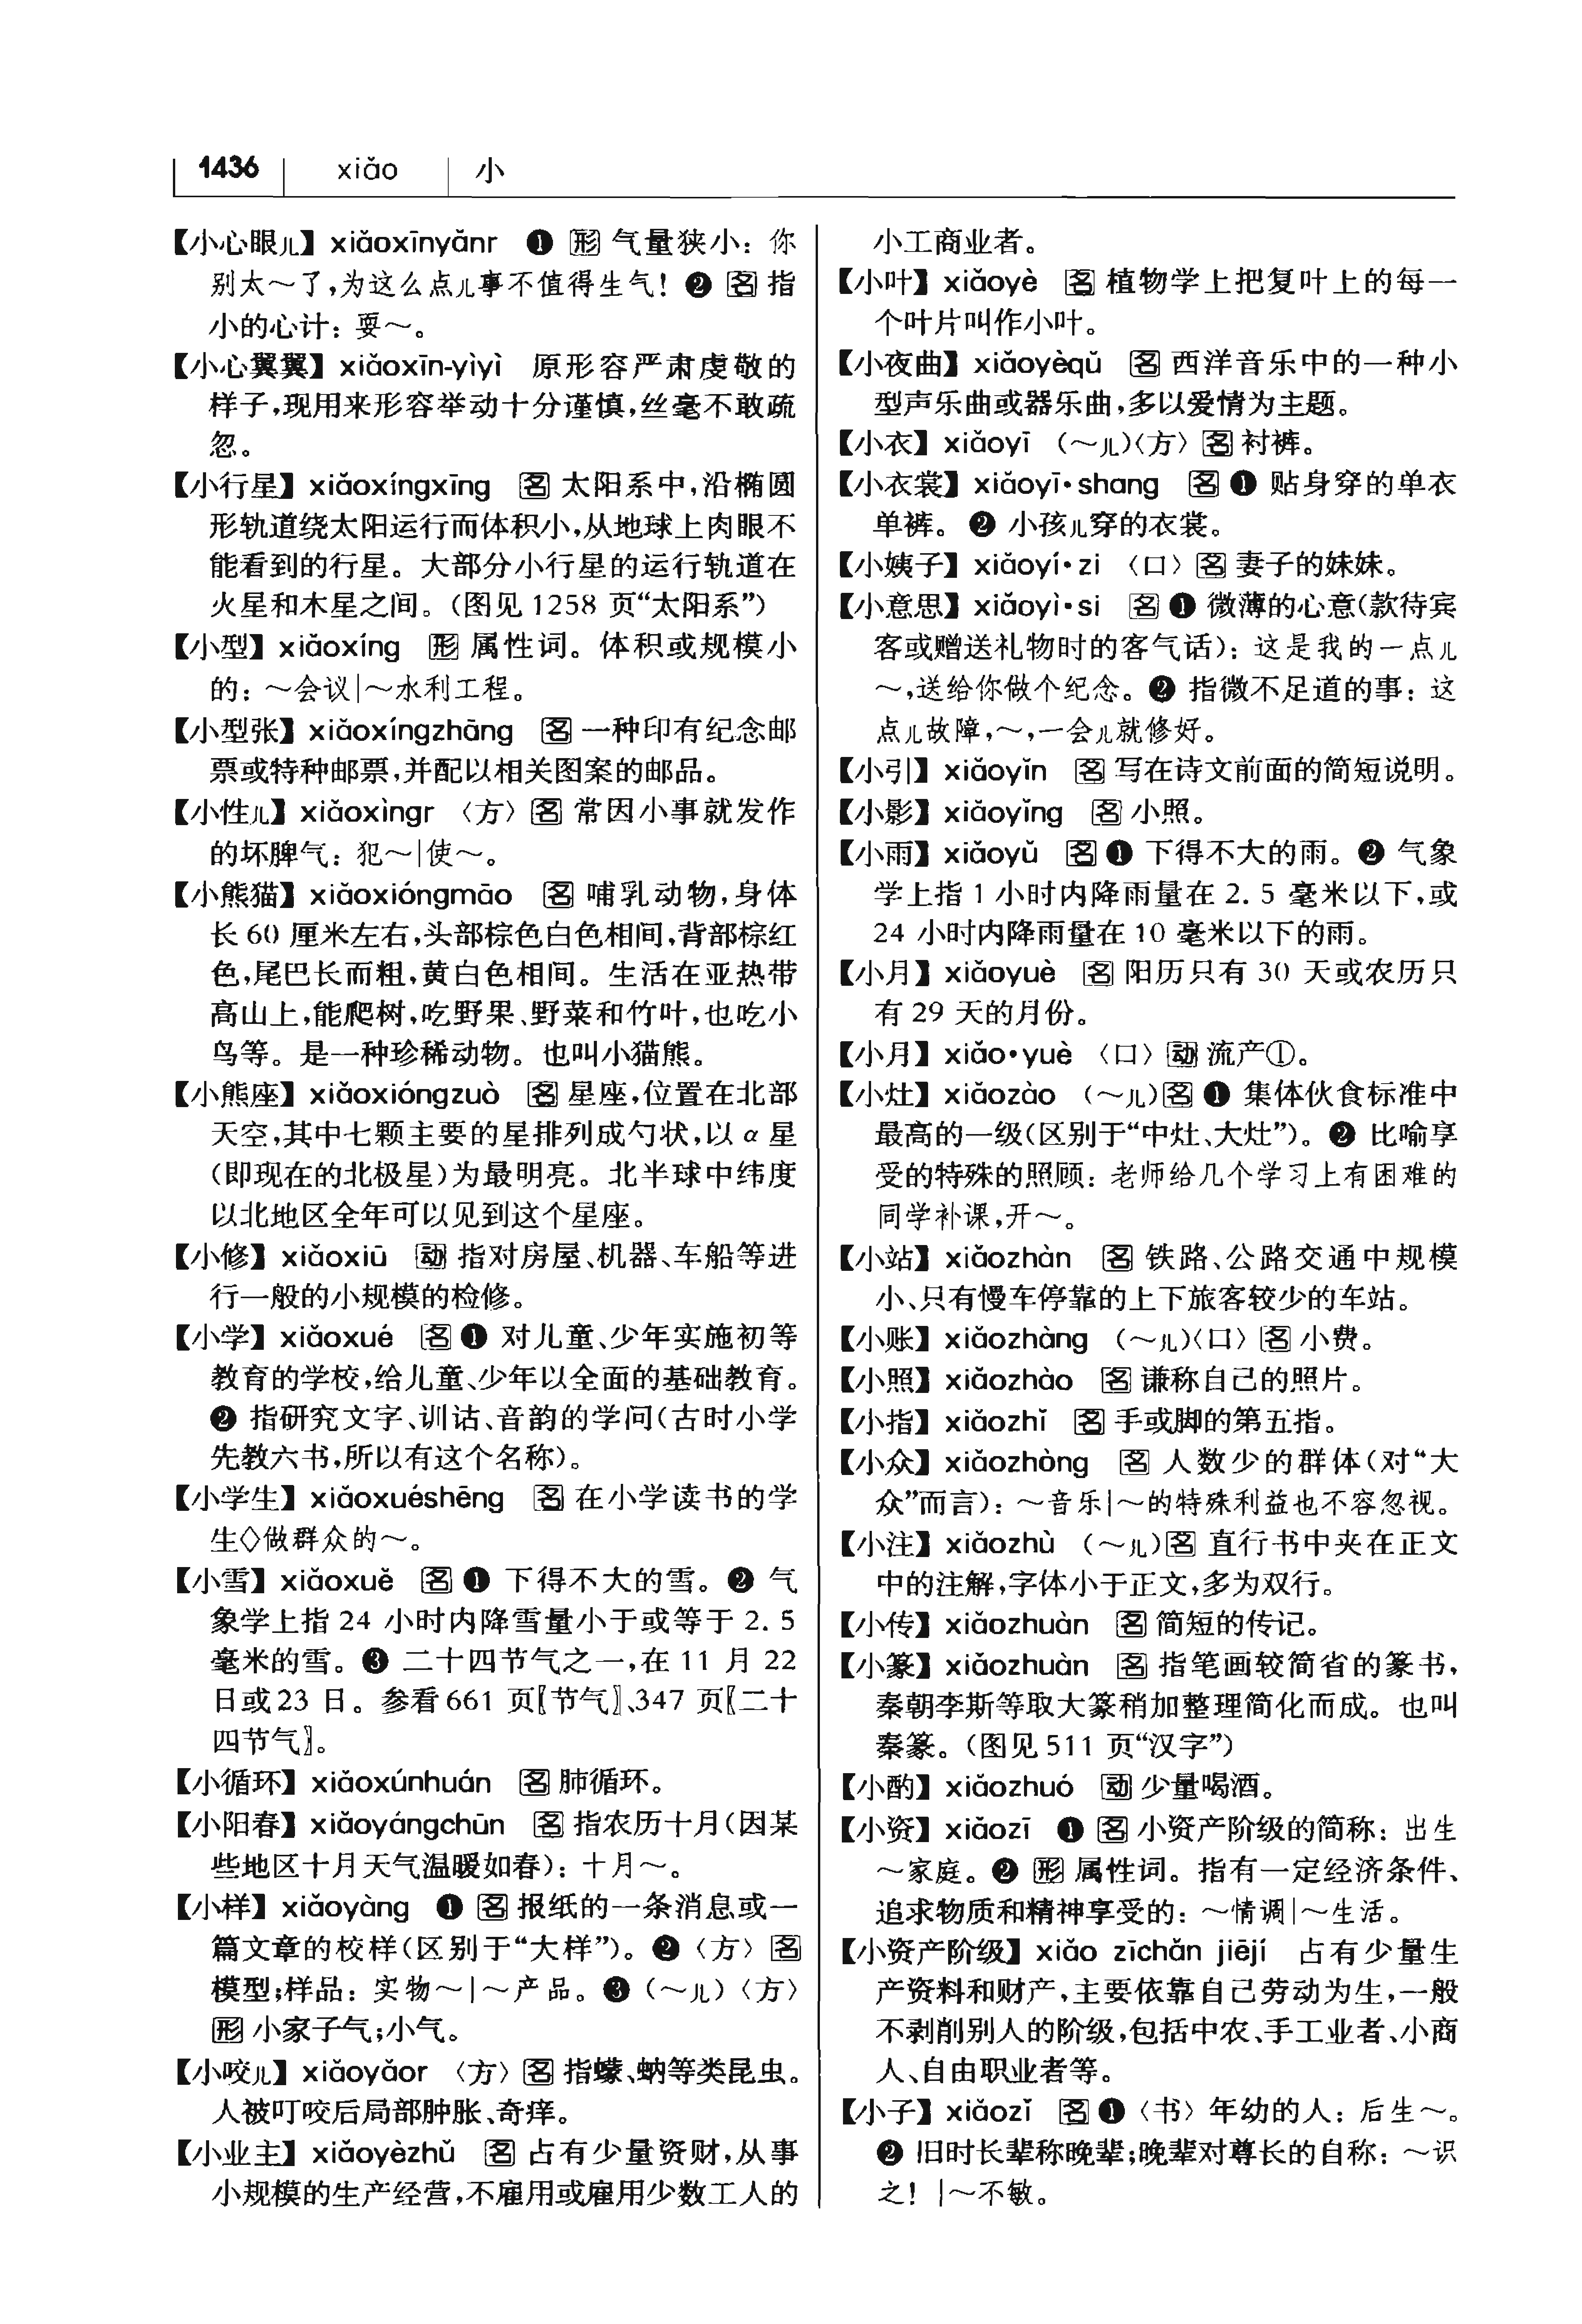 1436 xiǎo 小
【小心眼儿】xiǎoxīnyǎnr ❶ 形 气量狭小：你
别太～了,为这么点儿事不值得生气！❷ 名 指
小的心计：耍～。
【小心翼翼】xiǎoxīn-yìyì 原形容严肃虔敬的
样子,现用来形容举动十分谨慎,丝毫不敢疏
忽。
【小行星】xiǎoxíngxīng 名 太阳系中,沿椭圆
形轨道绕太阳运行而体积小,从地球上肉眼不
能看到的行星。大部分小行星的运行轨道在
火星和木星之间。(图见 1258 页“太阳系”)
【小型】xiǎoxíng 形 属性词。体积或规模小
的：～会议|～水利工程。
【小型张】xiǎoxíngzhāng 名 一种印有纪念邮
票或特种邮票,并配以相关图案的邮品。
【小性儿】xiǎoxìngr 〈方〉名 常因小事就发作
的坏脾气：犯～|使～。
【小熊猫】xiǎoxióngmāo 名 哺乳动物,身体
长 60 厘米左右,头部棕色白色相间,背部棕红
色,尾巴长而粗,黄白色相间。生活在亚热带
高山上,能爬树,吃野果、野菜和竹叶,也吃小
鸟等。是一种珍稀动物。也叫小猫熊。
【小熊座】xiǎoxióngzuò 名 星座,位置在北部
天空,其中七颗主要的星排列成勺状,以 α 星
(即现在的北极星)为最明亮。北半球中纬度
以北地区全年可以见到这个星座。
【小修】xiǎoxiū 动 指对房屋、机器、车船等进
行一般的小规模的检修。
【小学】xiǎoxué 名 ❶ 对儿童、少年实施初等
教育的学校,给儿童、少年以全面的基础教育。
❷ 指研究文字、训诂、音韵的学问(古时小学
先教六书,所以有这个名称)。
【小学生】xiǎoxuéshēng 名 在小学读书的学
生◇做群众的～。
【小雪】xiǎoxuě 名 ❶ 下得不大的雪。❷ 气
象学上指 24 小时内降雪量小于或等于 2.5
毫米的雪。❸ 二十四节气之一,在 11 月 22
日或 23 日。参看 661 页〖节气〗、347 页〖二十
四节气〗。
【小循环】xiǎoxúnhuán 名 肺循环。
【小阳春】xiǎoyángchūn 名 指农历十月(因某
些地区十月天气温暖如春)：十月～。
【小样】xiǎoyàng ❶ 名 报纸的一条消息或一
篇文章的校样(区别于“大样”)。❷〈方〉名
模型;样品：实物～|～产品。❸(～儿)〈方〉
形 小家子气;小气。
【小咬儿】xiǎoyǎor 〈方〉名 指蠓、蚋等类昆虫。
人被叮咬后局部肿胀、奇痒。
【小业主】xiǎoyèzhǔ 名 占有少量资财,从事
小规模的生产经营,不雇用或雇用少数工人的
小工商业者。
【小叶】xiǎoyè 名 植物学上把复叶上的每一
个叶片叫作小叶。
【小夜曲】xiǎoyèqǔ 名 西洋音乐中的一种小
型声乐曲或器乐曲,多以爱情为主题。
【小衣】xiǎoyī (～儿)〈方〉名 衬裤。
【小衣裳】xiǎoyī•shang 名 ❶ 贴身穿的单衣
单裤。❷ 小孩儿穿的衣裳。
【小姨子】xiǎoyí•zi 〈口〉名 妻子的妹妹。
【小意思】xiǎoyì•si 名 ❶ 微薄的心意(款待宾
客或赠送礼物时的客气话)：这是我的一点儿
～,送给你做个纪念。❷ 指微不足道的事：这
点儿故障,～,一会儿就修好。
【小引】xiǎoyǐn 名 写在诗文前面的简短说明。
【小影】xiǎoyǐng 名 小照。
【小雨】xiǎoyǔ 名 ❶ 下得不大的雨。❷ 气象
学上指 1 小时内降雨量在 2.5 毫米以下,或
24 小时内降雨量在 10 毫米以下的雨。
【小月】xiǎoyuè 名 阳历只有 30 天或农历只
有 29 天的月份。
【小月】xiǎo•yuè 〈口〉动 流产①。
【小灶】xiǎozào (～儿)名 ❶ 集体伙食标准中
最高的一级(区别于“中灶、大灶”)。❷ 比喻享
受的特殊的照顾：老师给几个学习上有困难的
同学补课,开～。
【小站】xiǎozhàn 名 铁路、公路交通中规模
小、只有慢车停靠的上下旅客较少的车站。
【小账】xiǎozhàng (～儿)〈口〉名 小费。
【小照】xiǎozhào 名 谦称自己的照片。
【小指】xiǎozhǐ 名 手或脚的第五指。
【小众】xiǎozhòng 名 人数少的群体(对“大
众”而言)：～音乐|～的特殊利益也不容忽视。
【小注】xiǎozhù (～儿)名 直行书中夹在正文
中的注解,字体小于正文,多为双行。
【小传】xiǎozhuàn 名 简短的传记。
【小篆】xiǎozhuàn 名 指笔画较简省的篆书,
秦朝李斯等取大篆稍加整理简化而成。也叫
秦篆。(图见 511 页“汉字”)
【小酌】xiǎozhuó 动 少量喝酒。
【小资】xiǎozī ❶ 名 小资产阶级的简称：出生
～家庭。❷ 形 属性词。指有一定经济条件、
追求物质和精神享受的：～情调|～生活。
【小资产阶级】xiǎo zīchǎn jiējí 占有少量生
产资料和财产,主要依靠自己劳动为生,一般
不剥削别人的阶级,包括中农、手工业者、小商
人、自由职业者等。
【小子】xiǎozǐ 名 ❶〈书〉年幼的人：后生～。
❷ 旧时长辈称晚辈;晚辈对尊长的自称：～识
之！|～不敏。